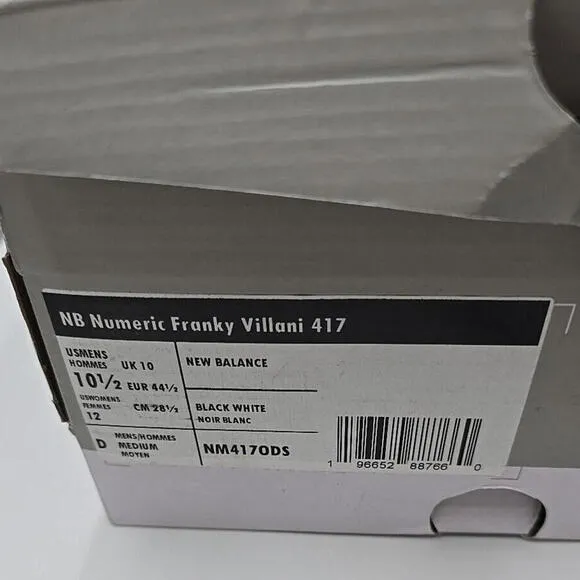 NB Numeric Franky Villani 417
USMENS
HOMMES UK 10
10½ EUR 44½
USWOMENS
FEMMES CM 28½
12
D MENS/HOMMES
MEDIUM
MOYEN
NEW BALANCE
BLACK WHITE
NOIR BLANC
NM417ODS
1 96652 88766 0